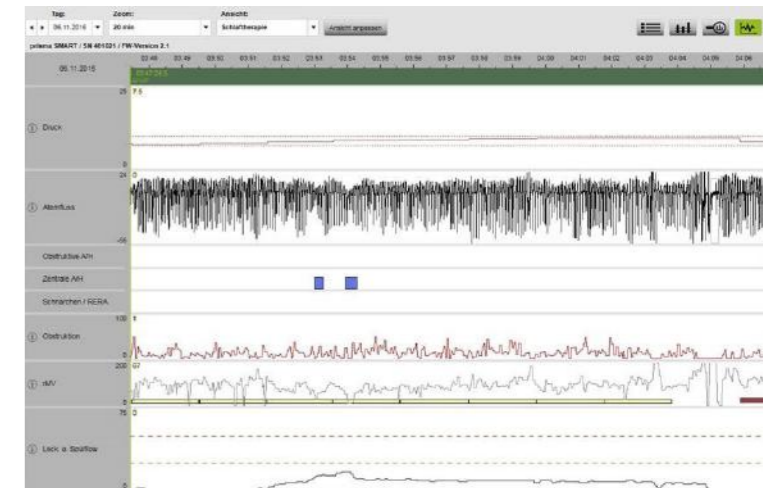 Tag: Zoom: Ansicht:
06.11.2016 20 min Schlaftherapie Ansicht anpassen
prisma SMART / SN 461021 / FW-Version 2.1
03:48 03:49 03:50 03:51 03:52 03:53 03:54 03:55 03:56 03:57 03:58 03:59 04:00 04:01 04:02 04:03 04:04 04:05 04:06
06.11.2016
25 7.5
Druck
0
24 0
Atemfluss
-56
Obstruktive A/H
Zentrale A/H
Schnarchen / RERA
100 1
Obstruktion
0
200 67
rMV
0
75 0
Leck. u. Spülflow
0